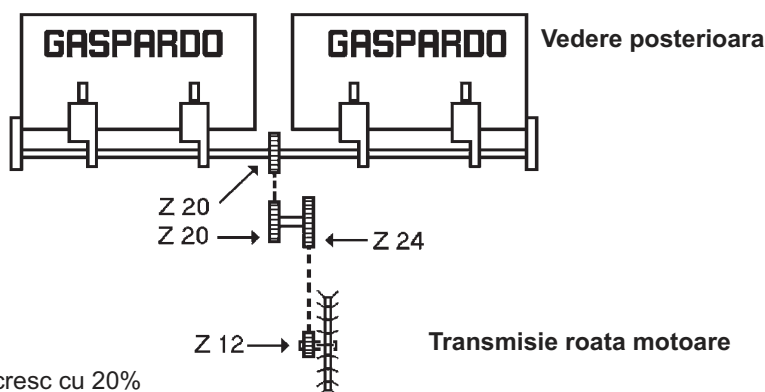 GASPARDO GASPARDO Vedere posterioara
Z 20
Z 20 Z 24
Z 12 Transmisie roata motoare
cresc cu 20%